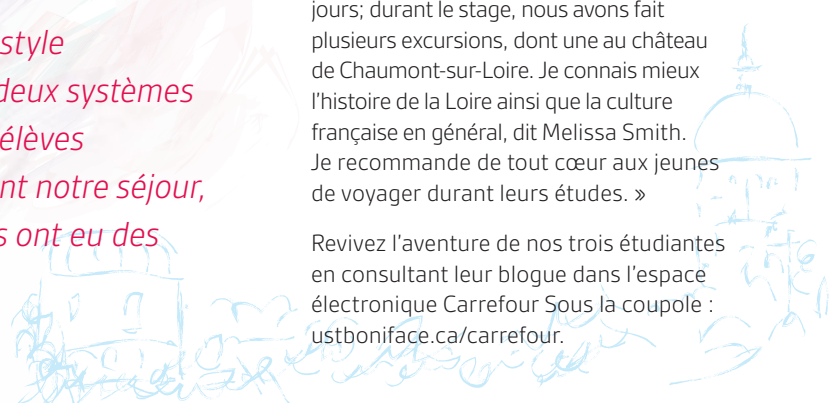 style
deux systèmes
élèves
nt notre séjour,
s ont eu des
jours; durant le stage, nous avons fait
plusieurs excursions, dont une au château
de Chaumont-sur-Loire. Je connais mieux
l'histoire de la Loire ainsi que la culture
française en général, dit Melissa Smith.
Je recommande de tout cœur aux jeunes
de voyager durant leurs études. »
Revivez l'aventure de nos trois étudiantes
en consultant leur blogue dans l'espace
électronique Carrefour Sous la coupole :
ustboniface.ca/carrefour.